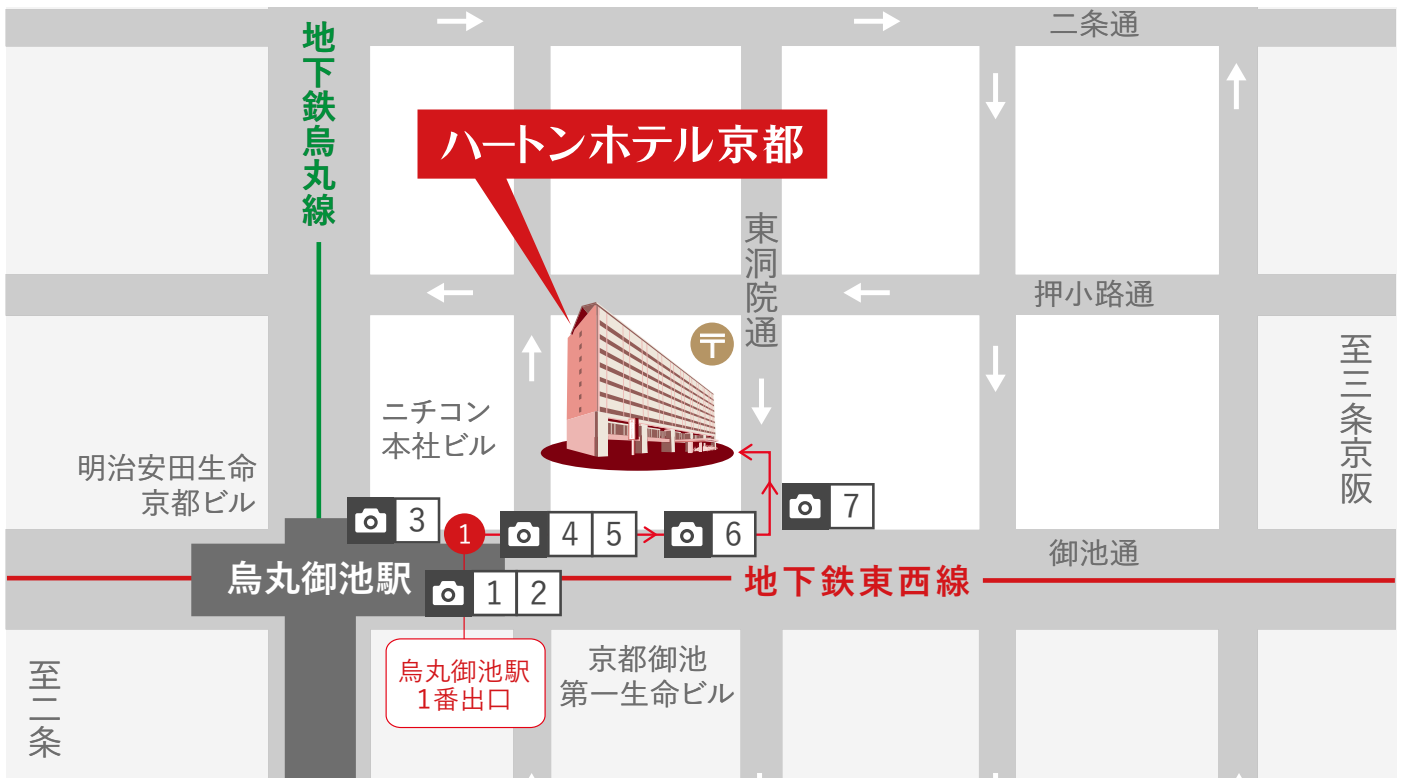 二条通
地下鉄烏丸線
ハートンホテル京都
東洞院通
押小路通
〒
至三条京阪
ニチコン
本社ビル
明治安田生命
京都ビル
3
1
4 5
6
7
御池通
烏丸御池駅
地下鉄東西線
1 2
烏丸御池駅
1番出口
京都御池
第一生命ビル
至二条